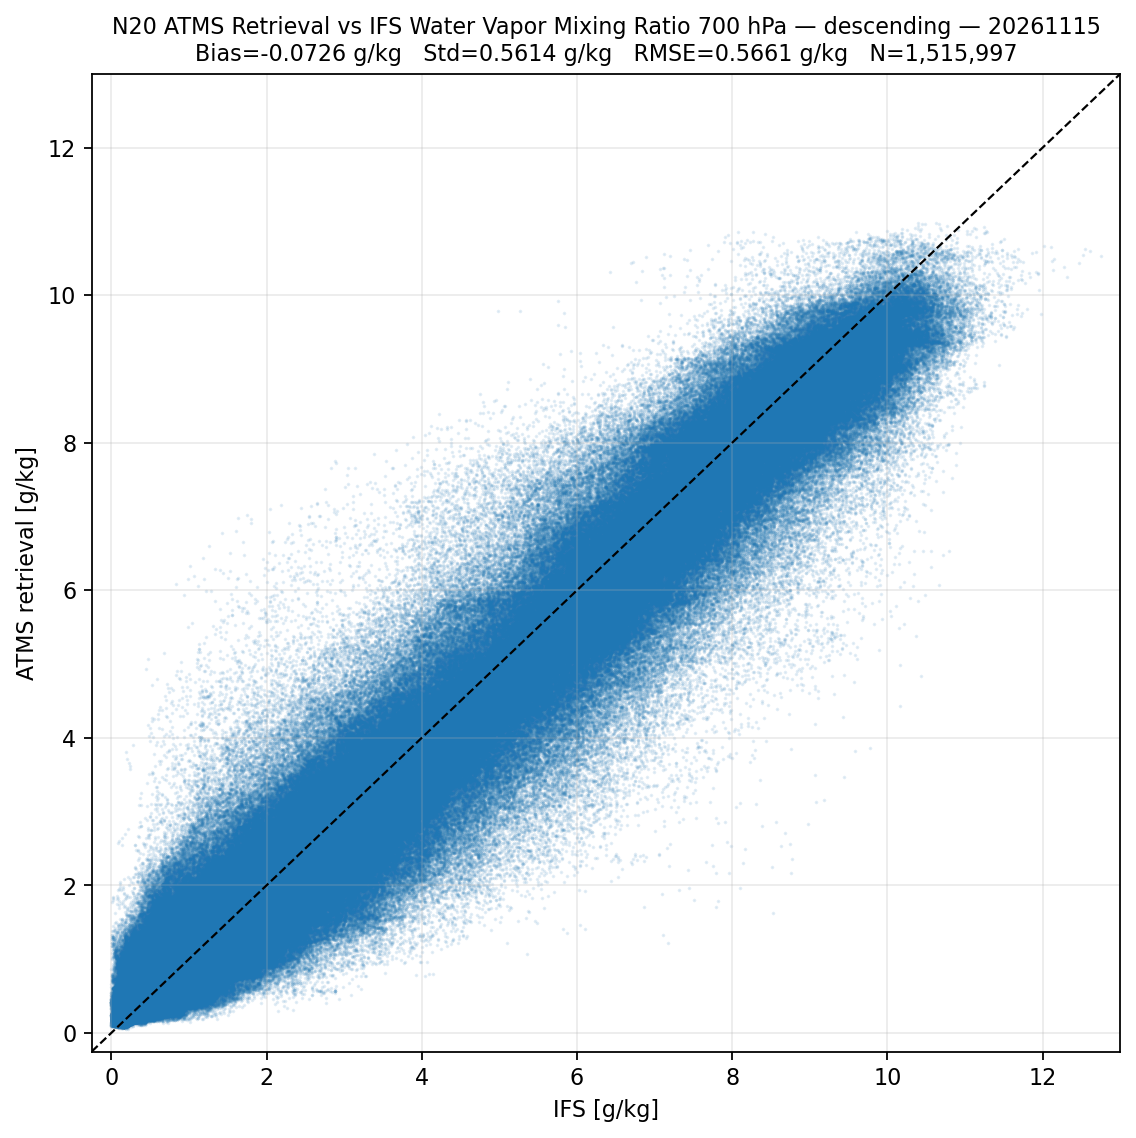 N20 ATMS Retrieval vs IFS Water Vapor Mixing Ratio 700 hPa — descending — 20261115
Bias=-0.0726 g/kg   Std=0.5614 g/kg   RMSE=0.5661 g/kg   N=1,515,997
12
10
8
6
4
2
0
ATMS retrieval [g/kg]
0 2 4 6 8 10 12
IFS [g/kg]